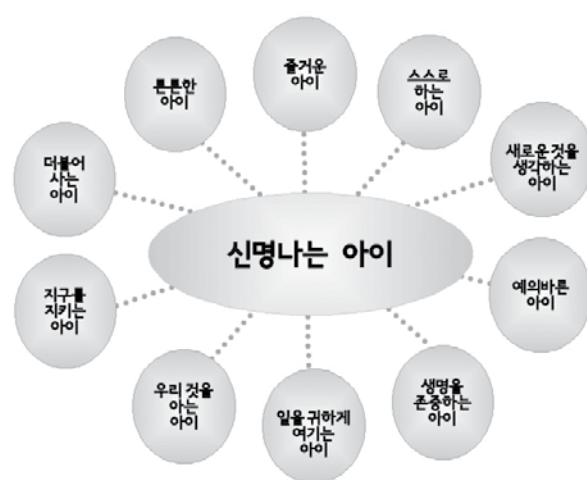 즐거운
아이
튼튼한
아이
스스로
하는
아이
새로운 것을
생각하는
아이
더불어
사는
아이
신명나는 아이
예의바른
아이
지구를
지키는
아이
우리 것을
아는
아이
일을 귀하게
여기는
아이
생명을
존중하는
아이